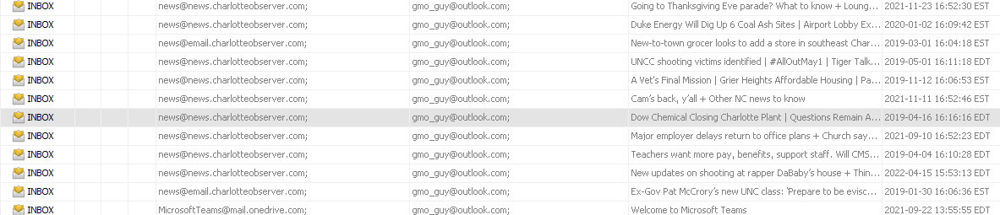 INBOX news@news.charlotteobserver.com; gmo_guy@outlook.com; Going to Thanksgiving Eve parade? What to know + Loung... 2021-11-23 16:52:30 EST
INBOX news@news.charlotteobserver.com; gmo_guy@outlook.com; Duke Energy Will Dig Up 6 Coal Ash Sites | Airport Lobby Ex... 2020-01-02 16:09:42 EST
INBOX news@email.charlotteobserver.com; gmo_guy@outlook.com; New-to-town grocer looks to add a store in southeast Char... 2019-03-01 16:04:18 EST
INBOX news@news.charlotteobserver.com; gmo_guy@outlook.com; UNCC shooting victims identified | #AllOutMay1 | Tiger Talk... 2019-05-01 16:11:18 EDT
INBOX news@news.charlotteobserver.com; gmo_guy@outlook.com; A Vet's Final Mission | Grier Heights Affordable Housing | Pa... 2019-11-12 16:06:53 EST
INBOX news@news.charlotteobserver.com; gmo_guy@outlook.com; Cam's back, y'all + Other NC news to know 2021-11-11 16:52:46 EST
INBOX news@news.charlotteobserver.com; gmo_guy@outlook.com; Dow Chemical Closing Charlotte Plant | Questions Remain A... 2019-04-16 16:16:16 EDT
INBOX news@news.charlotteobserver.com; gmo_guy@outlook.com; Major employer delays return to office plans + Church say... 2021-09-10 16:52:23 EDT
INBOX news@news.charlotteobserver.com; gmo_guy@outlook.com; Teachers want more pay, benefits, support staff. Will CMS... 2019-04-04 16:10:28 EDT
INBOX news@news.charlotteobserver.com; gmo_guy@outlook.com; New updates on shooting at rapper DaBaby's house + Thin... 2022-04-15 15:53:13 EDT
INBOX news@email.charlotteobserver.com; gmo_guy@outlook.com; Ex-Gov Pat McCrory's new UNC class: 'Prepare to be evisc... 2019-01-30 16:06:36 EST
INBOX MicrosoftTeams@mail.onedrive.com; gmo_guy@outlook.com; Welcome to Microsoft Teams 2021-09-22 13:55:55 EDT